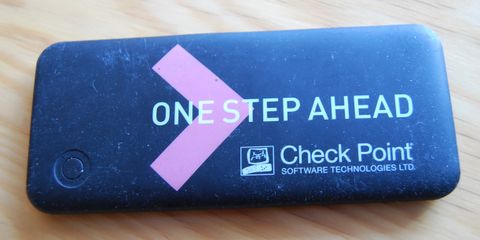 ONE STEP AHEAD
Check Point
SOFTWARE TECHNOLOGIES LTD.